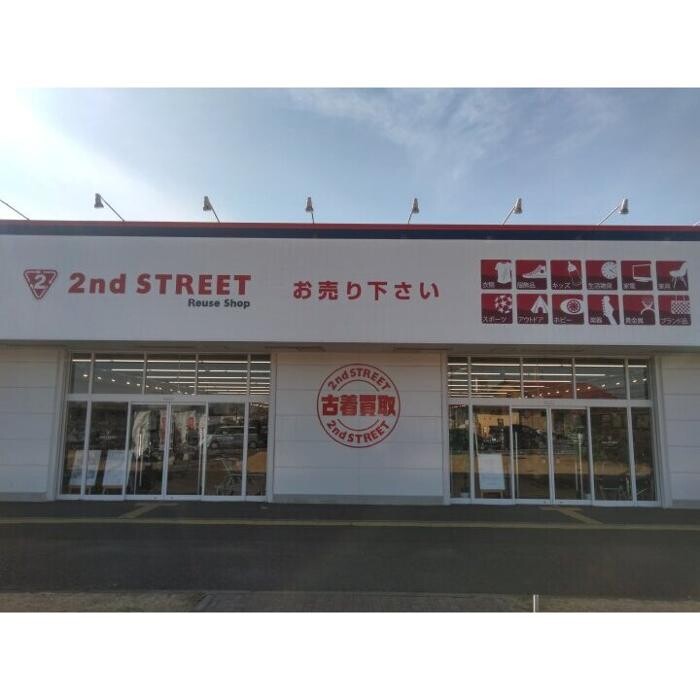 2
2nd STREET
Reuse Shop
お売り下さい
衣類 服飾品 キッズ 生活雑貨 家電 家具
スポーツ アウトドア ホビー 楽器 貴金属 ブランド品
2nd STREET
古着買取
2nd STREET